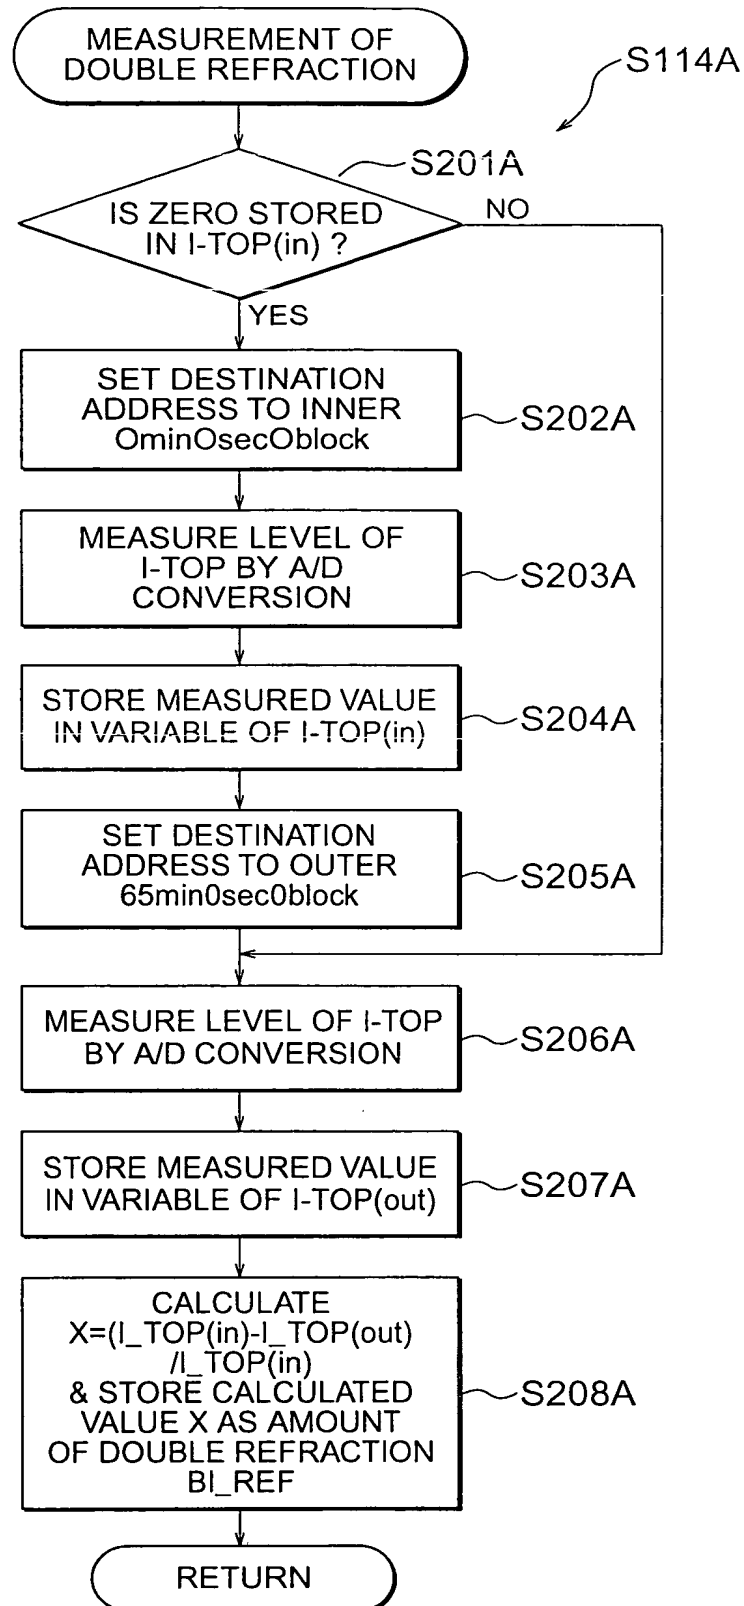 MEASUREMENT OF
DOUBLE REFRACTION
S114A
S201A
IS ZERO STORED
IN I-TOP(in) ?
NO
YES
SET DESTINATION
ADDRESS TO INNER
OminOsecOblock
S202A
MEASURE LEVEL OF
I-TOP BY A/D
CONVERSION
S203A
STORE MEASURED VALUE
IN VARIABLE OF I-TOP(in)
S204A
SET DESTINATION
ADDRESS TO OUTER
65min0sec0block
S205A
MEASURE LEVEL OF I-TOP
BY A/D CONVERSION
S206A
STORE MEASURED VALUE
IN VARIABLE OF I-TOP(out)
S207A
CALCULATE
X=(I_TOP(in)-I_TOP(out)
/I_TOP(in)
& STORE CALCULATED
VALUE X AS AMOUNT
OF DOUBLE REFRACTION
BI_REF
S208A
RETURN